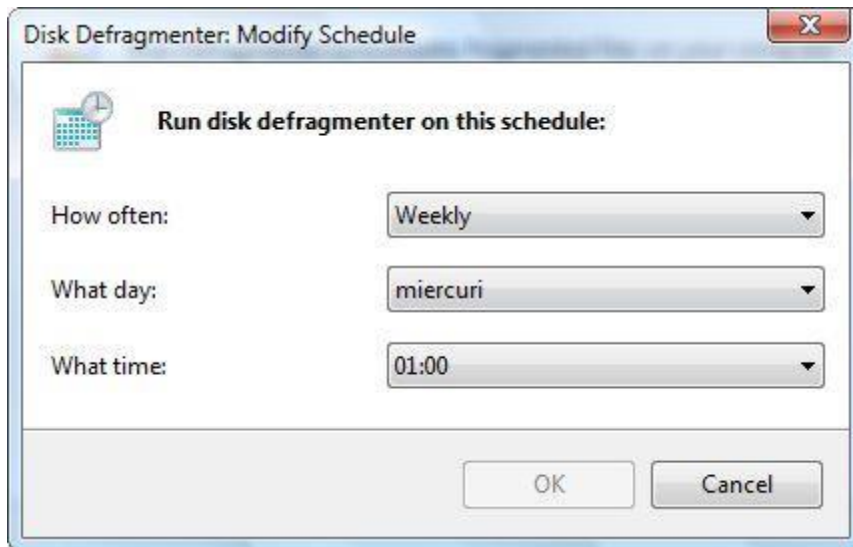 Disk Defragmenter: Modify Schedule
Run disk defragmenter on this schedule:
How often: Weekly
What day: miercuri
What time: 01:00
OK Cancel